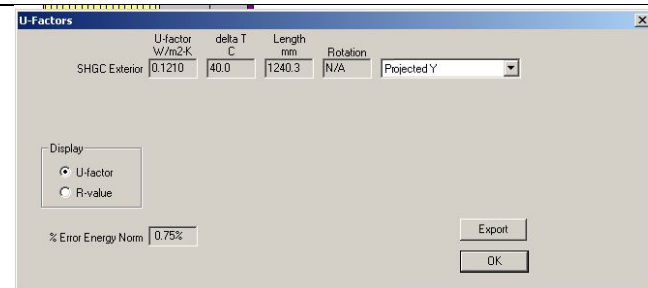 U-Factors
U-factor delta T Length
W/m2-K C mm Rotation
SHGC Exterior 0.1210 40.0 1240.3 N/A Projected Y
Display
U-factor
R-value
% Error Energy Norm 0.75%
Export
OK